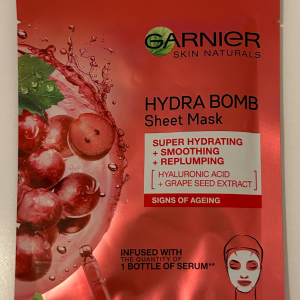 GARNIER
SKIN NATURALS
HYDRA BOMB
Sheet Mask
SUPER HYDRATING
+ SMOOTHING
+ REPLUMPING
[ HYALURONIC ACID
+ GRAPE SEED EXTRACT ]
SIGNS OF AGEING
INFUSED WITH
THE QUANTITY OF
1 BOTTLE OF SERUM**